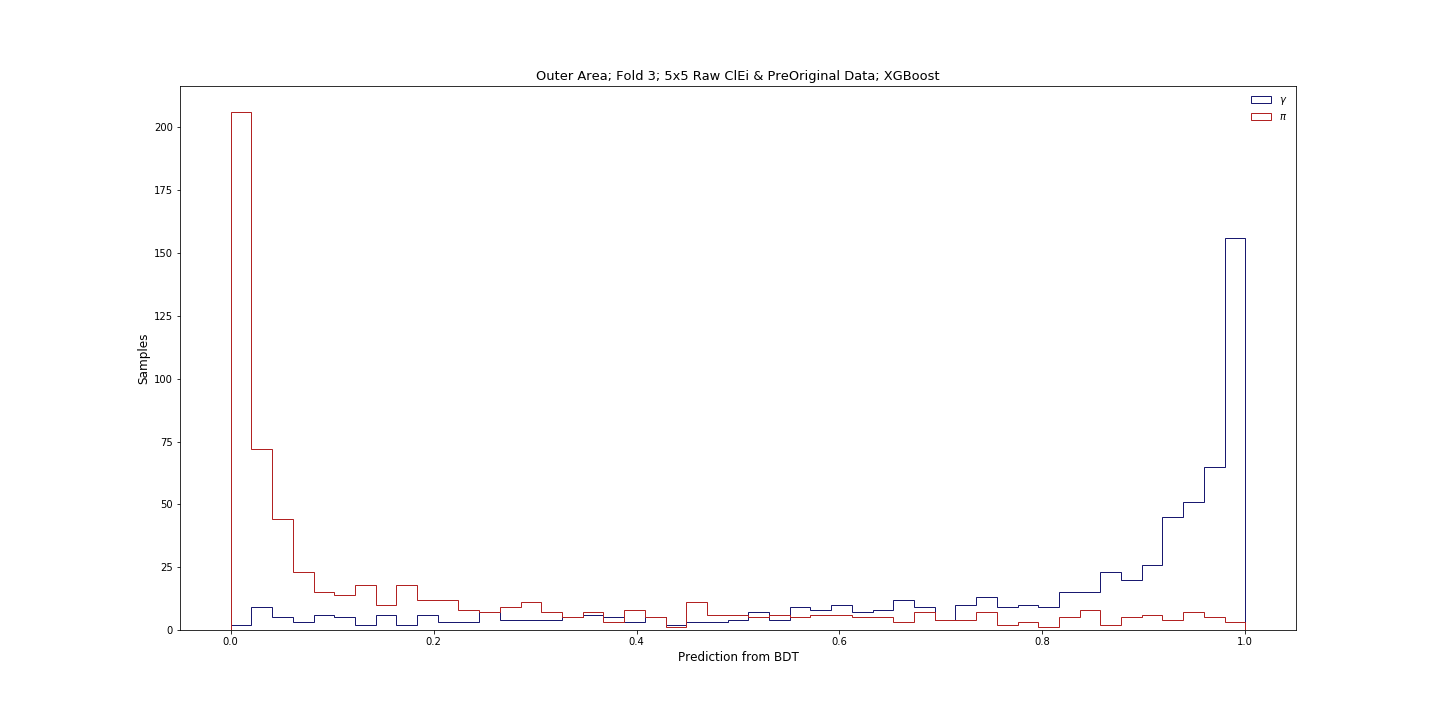 Outer Area; Fold 3; 5x5 Raw ClEi & PreOriginal Data; XGBoost
γ
π
200
175
150
125
100
75
50
25
0
Samples
0.0 0.2 0.4 0.6 0.8 1.0
Prediction from BDT